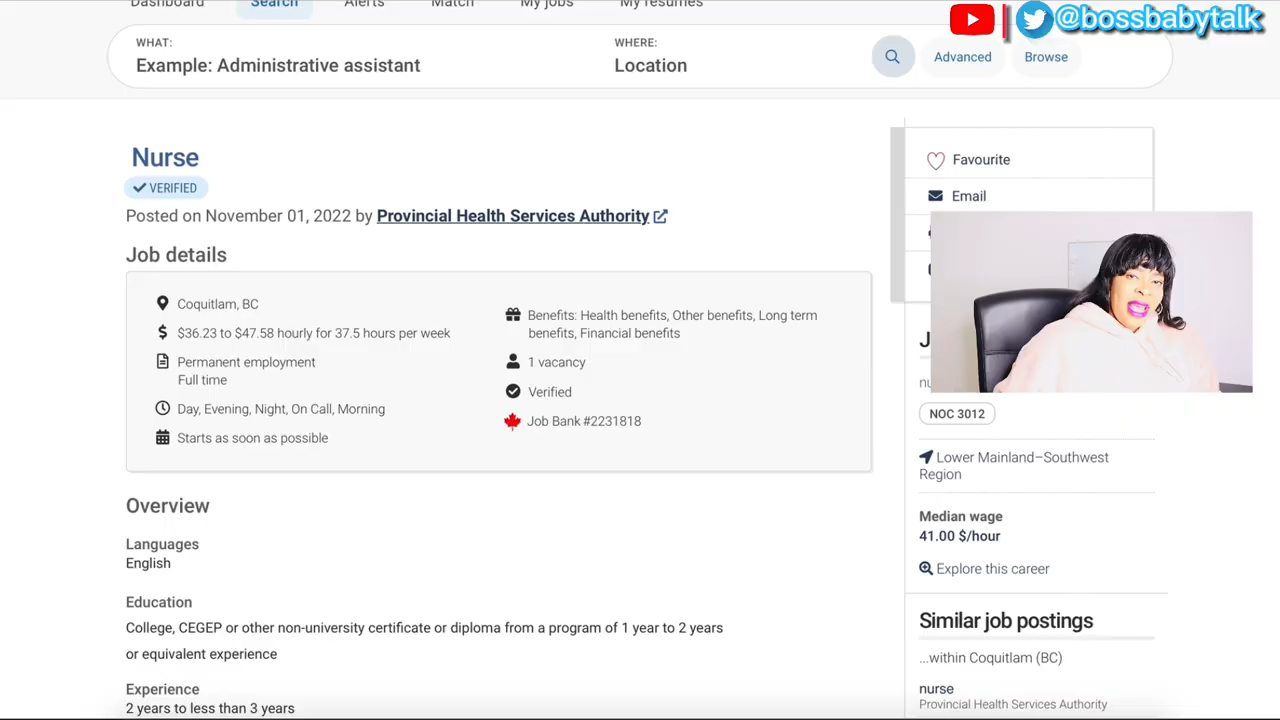 Dashboard
Search
Alerts
Match
My jobs
My resumes
@bossbabytalk
WHAT:
Example: Administrative assistant
WHERE:
Location
Advanced
Browse
Nurse
VERIFIED
Posted on November 01, 2022 by Provincial Health Services Authority
Job details
Coquitlam, BC
$36.23 to $47.58 hourly for 37.5 hours per week
Permanent employment
Full time
Day, Evening, Night, On Call, Morning
Starts as soon as possible
Benefits: Health benefits, Other benefits, Long term
benefits, Financial benefits
1 vacancy
Verified
Job Bank #2231818
Overview
Languages
English
Education
College, CEGEP or other non-university certificate or diploma from a program of 1 year to 2 years
or equivalent experience
Experience
2 years to less than 3 years
Favourite
Email
NOC 3012
Lower Mainland–Southwest
Region
Median wage
41.00 $/hour
Explore this career
Similar job postings
...within Coquitlam (BC)
nurse
Provincial Health Services Authority